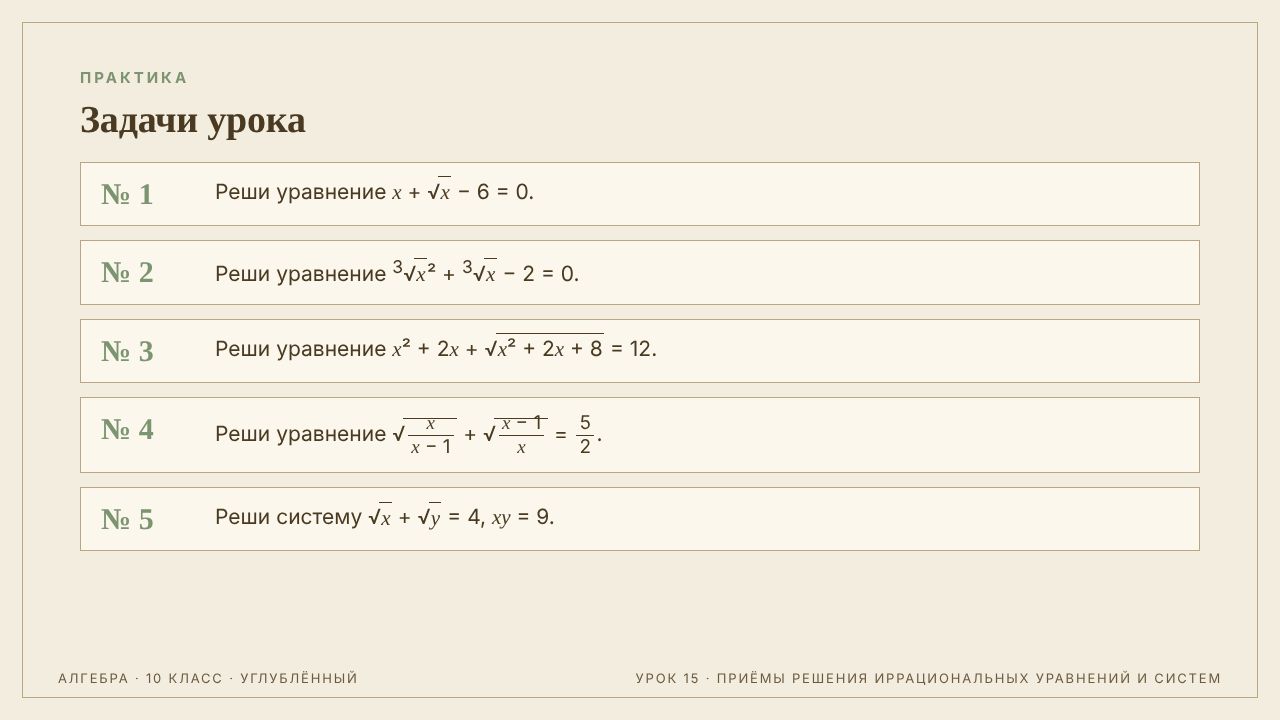 ПРАКТИКА
Задачи урока
№ 1 Реши уравнение x + √x − 6 = 0.
№ 2 Реши уравнение ³√x² + ³√x − 2 = 0.
№ 3 Реши уравнение x² + 2x + √(x² + 2x + 8) = 12.
№ 4 Реши уравнение √(x/(x − 1)) + √((x − 1)/x) = 5/2.
№ 5 Реши систему √x + √y = 4, xy = 9.
АЛГЕБРА · 10 КЛАСС · УГЛУБЛЁННЫЙ
УРОК 15 · ПРИЁМЫ РЕШЕНИЯ ИРРАЦИОНАЛЬНЫХ УРАВНЕНИЙ И СИСТЕМ